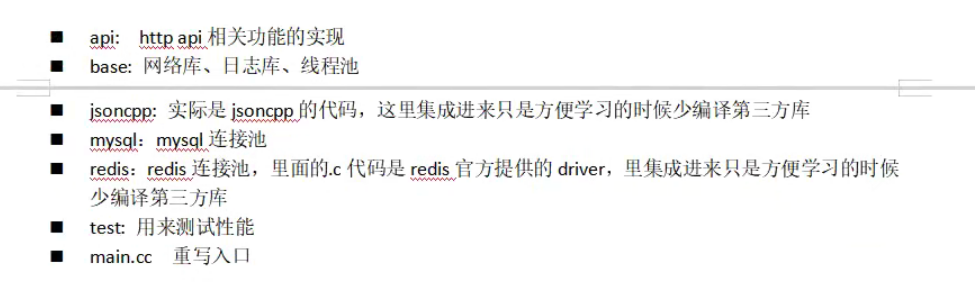 ■ api: http api 相关功能的实现
■ base: 网络库、日志库、线程池
■ jsoncpp: 实际是 jsoncpp 的代码，这里集成进来只是方便学习的时候少编译第三方库
■ mysql：mysql 连接池
■ redis：redis 连接池，里面的.c 代码是 redis 官方提供的 driver，里集成进来只是方便学习的时候
少编译第三方库
■ test: 用来测试性能
■ main.cc 重写入口